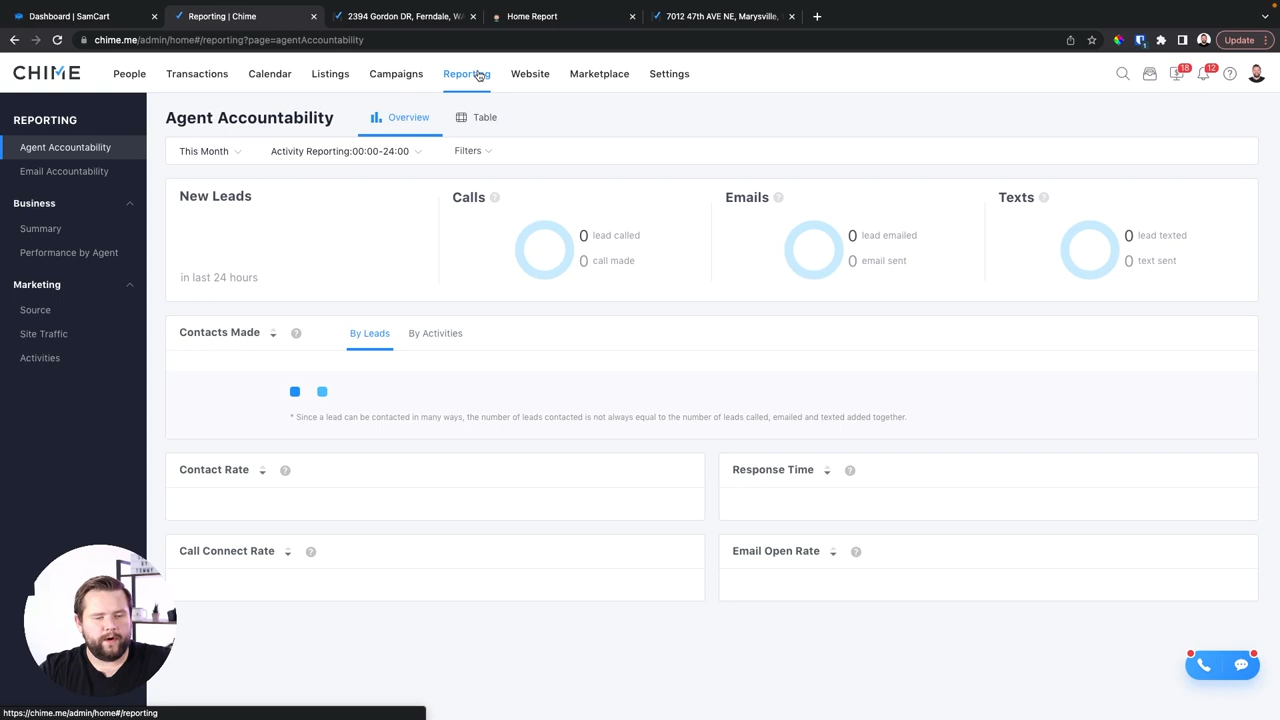 Dashboard | SamCart
Reporting | Chime
2394 Gordon DR, Ferndale, WA
Home Report
7012 47th AVE NE, Marysville,
chime.me/admin/home#/reporting?page=agentAccountability
Update
CHIME
People
Transactions
Calendar
Listings
Campaigns
Reporting
Website
Marketplace
Settings
18
12
REPORTING
Agent Accountability
Email Accountability
Business
Summary
Performance by Agent
Marketing
Source
Site Traffic
Activities
Agent Accountability
Overview
Table
This Month
Activity Reporting:00:00-24:00
Filters
New Leads
in last 24 hours
Calls
0 lead called
0 call made
Emails
0 lead emailed
0 email sent
Texts
0 lead texted
0 text sent
Contacts Made
By Leads
By Activities
* Since a lead can be contacted in many ways, the number of leads contacted is not always equal to the number of leads called, emailed and texted added together.
Contact Rate
Response Time
Call Connect Rate
Email Open Rate
https://chime.me/admin/home#/reporting